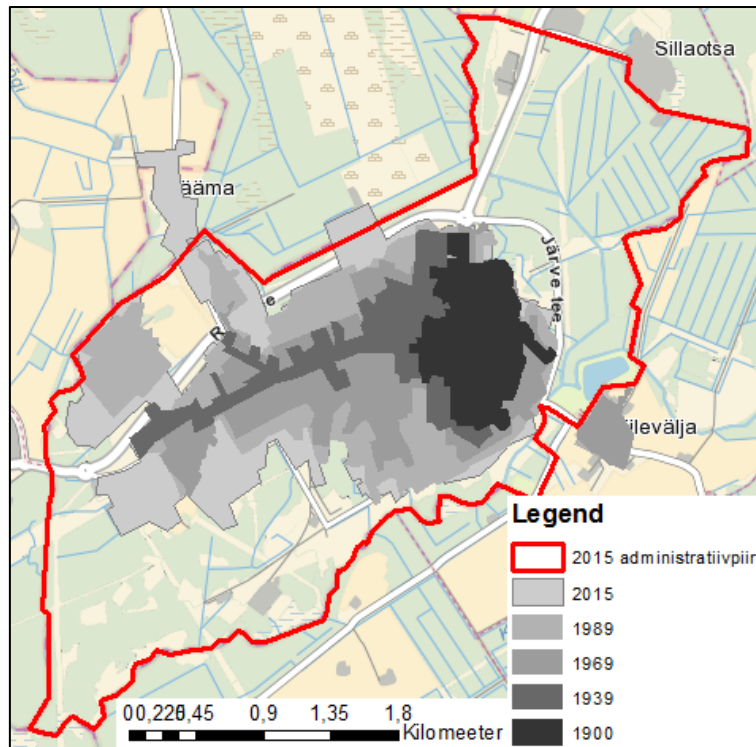 Sillaotsa
ääma
Järve tee
R
e
ilevälja
Legend
2015 administratiivpiir
2015
1989
1969
1939
1900
0 0,225 0,45 0,9 1,35 1,8
Kilomeeter